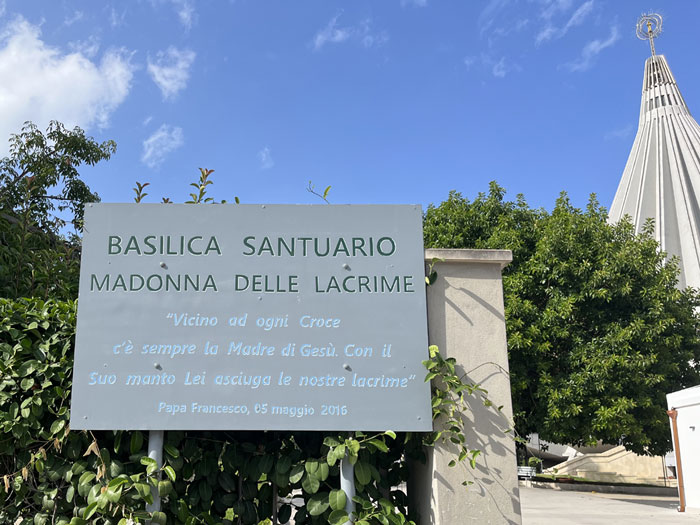 BASILICA SANTUARIO
MADONNA DELLE LACRIME
"Vicino ad ogni Croce
c'è sempre la Madre di Gesù. Con il
Suo manto Lei asciuga le nostre lacrime"
Papa Francesco, 05 maggio 2016